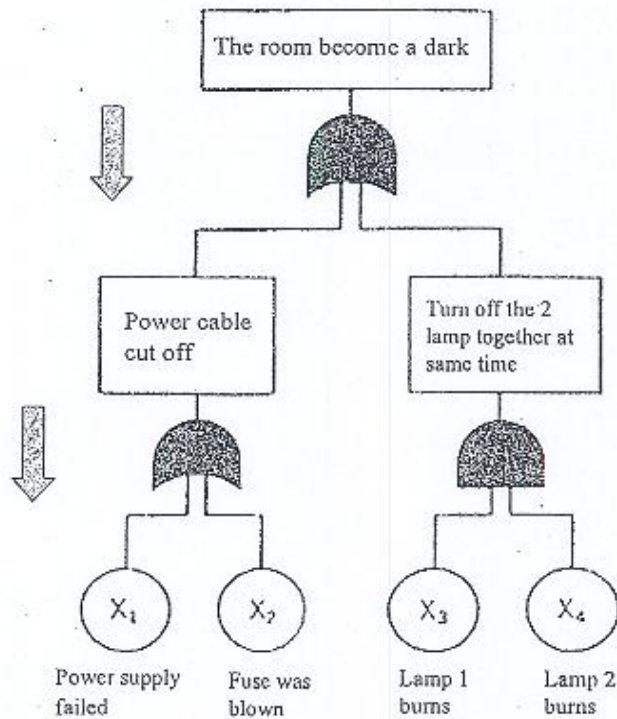 The room become a dark
Power cable
cut off
Turn off the 2
lamp together at
same time
X₁
X₂
X₃
X₄
Power supply
failed
Fuse was
blown
Lamp 1
burns
Lamp 2
burns